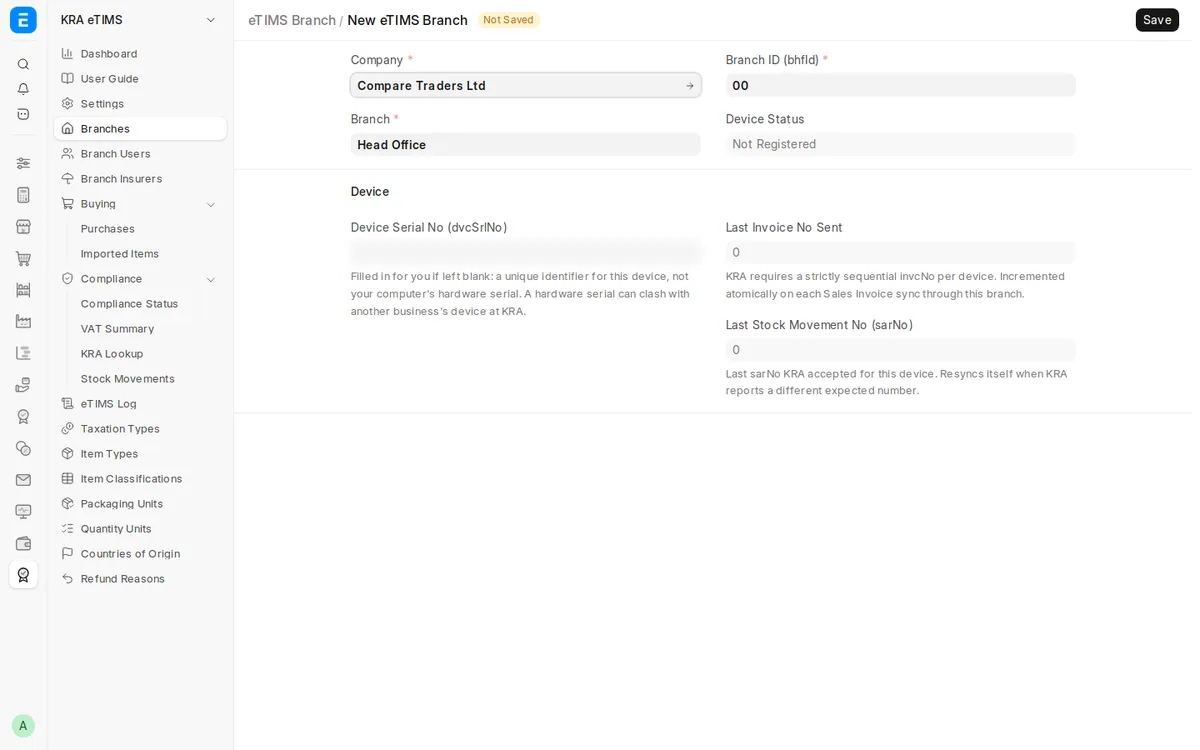 KRA eTIMS
Dashboard
User Guide
Settings
Branches
Branch Users
Branch Insurers
Buying
Purchases
Imported Items
Compliance
Compliance Status
VAT Summary
KRA Lookup
Stock Movements
eTIMS Log
Taxation Types
Item Types
Item Classifications
Packaging Units
Quantity Units
Countries of Origin
Refund Reasons
A
eTIMS Branch / New eTIMS Branch Not Saved
Save
Company *
Compare Traders Ltd
Branch *
Head Office
Branch ID (bhfId) *
00
Device Status
Not Registered
Device
Device Serial No (dvcSrlNo)
Filled in for you if left blank: a unique identifier for this device, not
your computer's hardware serial. A hardware serial can clash with
another business's device at KRA.
Last Invoice No Sent
0
KRA requires a strictly sequential invcNo per device. Incremented
atomically on each Sales Invoice sync through this branch.
Last Stock Movement No (sarNo)
0
Last sarNo KRA accepted for this device. Resyncs itself when KRA
reports a different expected number.